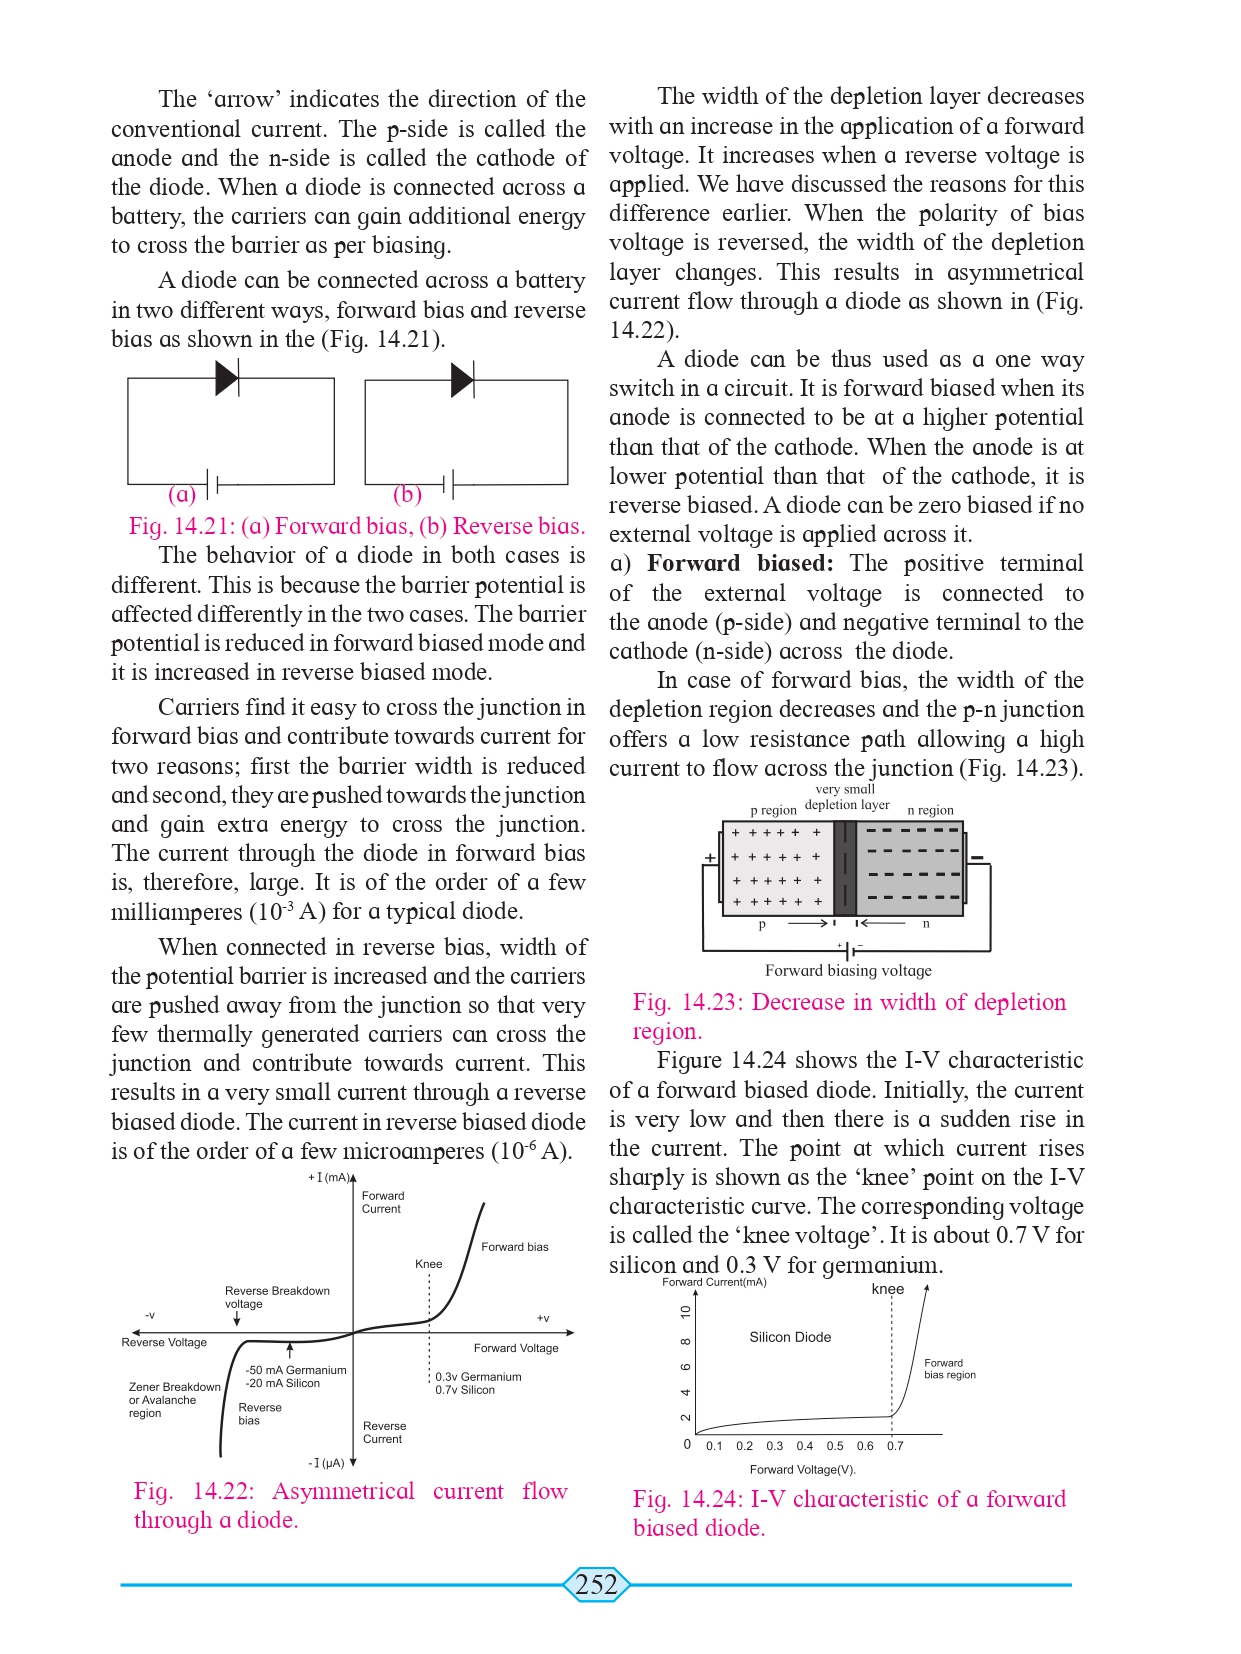 The ‘arrow’ indicates the direction of the
conventional current. The p-side is called the
anode and the n-side is called the cathode of
the diode. When a diode is connected across a
battery, the carriers can gain additional energy
to cross the barrier as per biasing.
A diode can be connected across a battery
in two different ways, forward bias and reverse
bias as shown in the (Fig. 14.21).
(a)
(b)
Fig. 14.21: (a) Forward bias, (b) Reverse bias.
The behavior of a diode in both cases is
different. This is because the barrier potential is
affected differently in the two cases. The barrier
potential is reduced in forward biased mode and
it is increased in reverse biased mode.
Carriers find it easy to cross the junction in
forward bias and contribute towards current for
two reasons; first the barrier width is reduced
and second, they are pushed towards the junction
and gain extra energy to cross the junction.
The current through the diode in forward bias
is, therefore, large. It is of the order of a few
milliamperes (10⁻³ A) for a typical diode.
When connected in reverse bias, width of
the potential barrier is increased and the carriers
are pushed away from the junction so that very
few thermally generated carriers can cross the
junction and contribute towards current. This
results in a very small current through a reverse
biased diode. The current in reverse biased diode
is of the order of a few microamperes (10⁻⁶ A).
+ I (mA)
Forward
Current
Forward bias
Knee
Reverse Breakdown
voltage
-v
+v
Reverse Voltage
Forward Voltage
-50 mA Germanium
-20 mA Silicon
0.3v Germanium
0.7v Silicon
Zener Breakdown
or Avalanche
region
Reverse
bias
Reverse
Current
- I (µA)
Fig. 14.22: Asymmetrical current flow
through a diode.
The width of the depletion layer decreases
with an increase in the application of a forward
voltage. It increases when a reverse voltage is
applied. We have discussed the reasons for this
difference earlier. When the polarity of bias
voltage is reversed, the width of the depletion
layer changes. This results in asymmetrical
current flow through a diode as shown in (Fig.
14.22).
A diode can be thus used as a one way
switch in a circuit. It is forward biased when its
anode is connected to be at a higher potential
than that of the cathode. When the anode is at
lower potential than that of the cathode, it is
reverse biased. A diode can be zero biased if no
external voltage is applied across it.
a) Forward biased: The positive terminal
of the external voltage is connected to
the anode (p-side) and negative terminal to the
cathode (n-side) across the diode.
In case of forward bias, the width of the
depletion region decreases and the p-n junction
offers a low resistance path allowing a high
current to flow across the junction (Fig. 14.23).
very small
depletion layer
p region
n region
+ + + + + +
+ + + + + +
+ + + + + +
+ + + + + +
+
−
p
n
+ −
Forward biasing voltage
Fig. 14.23: Decrease in width of depletion
region.
Figure 14.24 shows the I-V characteristic
of a forward biased diode. Initially, the current
is very low and then there is a sudden rise in
the current. The point at which current rises
sharply is shown as the ‘knee’ point on the I-V
characteristic curve. The corresponding voltage
is called the ‘knee voltage’. It is about 0.7 V for
silicon and 0.3 V for germanium.
Forward Current(mA)
knee
10
8
6
4
2
Silicon Diode
Forward
bias region
0 0.1 0.2 0.3 0.4 0.5 0.6 0.7
Forward Voltage(V).
Fig. 14.24: I-V characteristic of a forward
biased diode.
252